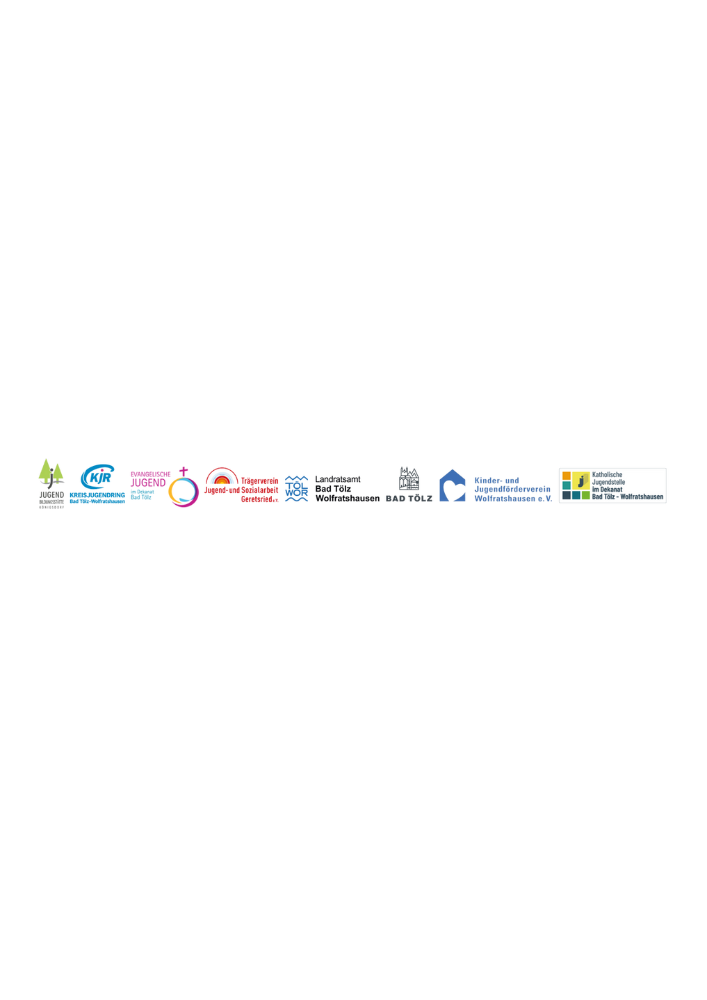 JUGEND
BILDUNGSSTÄTTE
KÖNIGSDORF
KJR
KREISJUGENDRING
Bad Tölz-Wolfratshausen
EVANGELISCHE
JUGEND
im Dekanat
Bad Tölz
Trägerverein
Jugend- und Sozialarbeit
Geretsried e.V.
TÖL
WOR
Landratsamt
Bad Tölz
Wolfratshausen
BAD TÖLZ
Kinder- und
Jugendförderverein
Wolfratshausen e.V.
j
Katholische
Jugendstelle
im Dekanat
Bad Tölz - Wolfratshausen